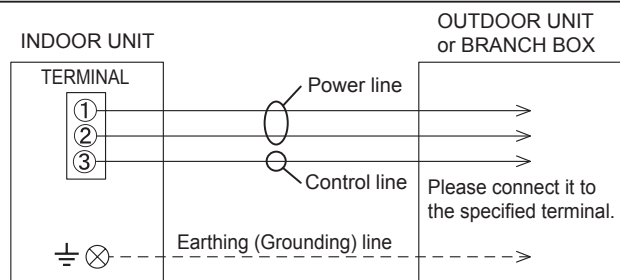 INDOOR UNIT
OUTDOOR UNIT
or BRANCH BOX
TERMINAL
①
②
③
Power line
Control line
Please connect it to
the specified terminal.
Earthing (Grounding) line